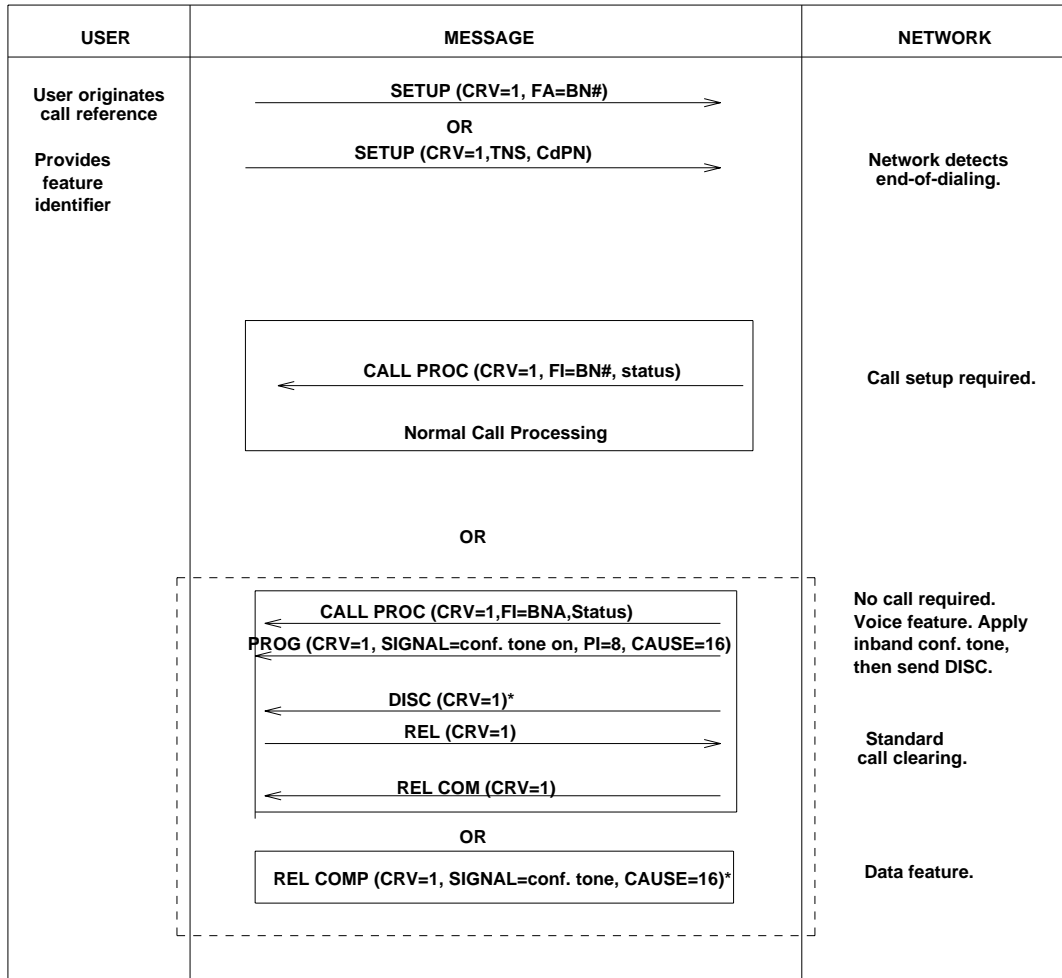 USER
MESSAGE
NETWORK
User originates
call reference
SETUP (CRV=1, FA=BN#)
OR
SETUP (CRV=1,TNS, CdPN)
Provides
feature
identifier
Network detects
end-of-dialing.
CALL PROC (CRV=1, FI=BN#, status)
Call setup required.
Normal Call Processing
OR
CALL PROC (CRV=1,FI=BNA,Status)
PROG (CRV=1, SIGNAL=conf. tone on, PI=8, CAUSE=16)
No call required.
Voice feature. Apply
inband conf. tone,
then send DISC.
DISC (CRV=1)*
REL (CRV=1)
Standard
call clearing.
REL COM (CRV=1)
OR
REL COMP (CRV=1, SIGNAL=conf. tone, CAUSE=16)*
Data feature.